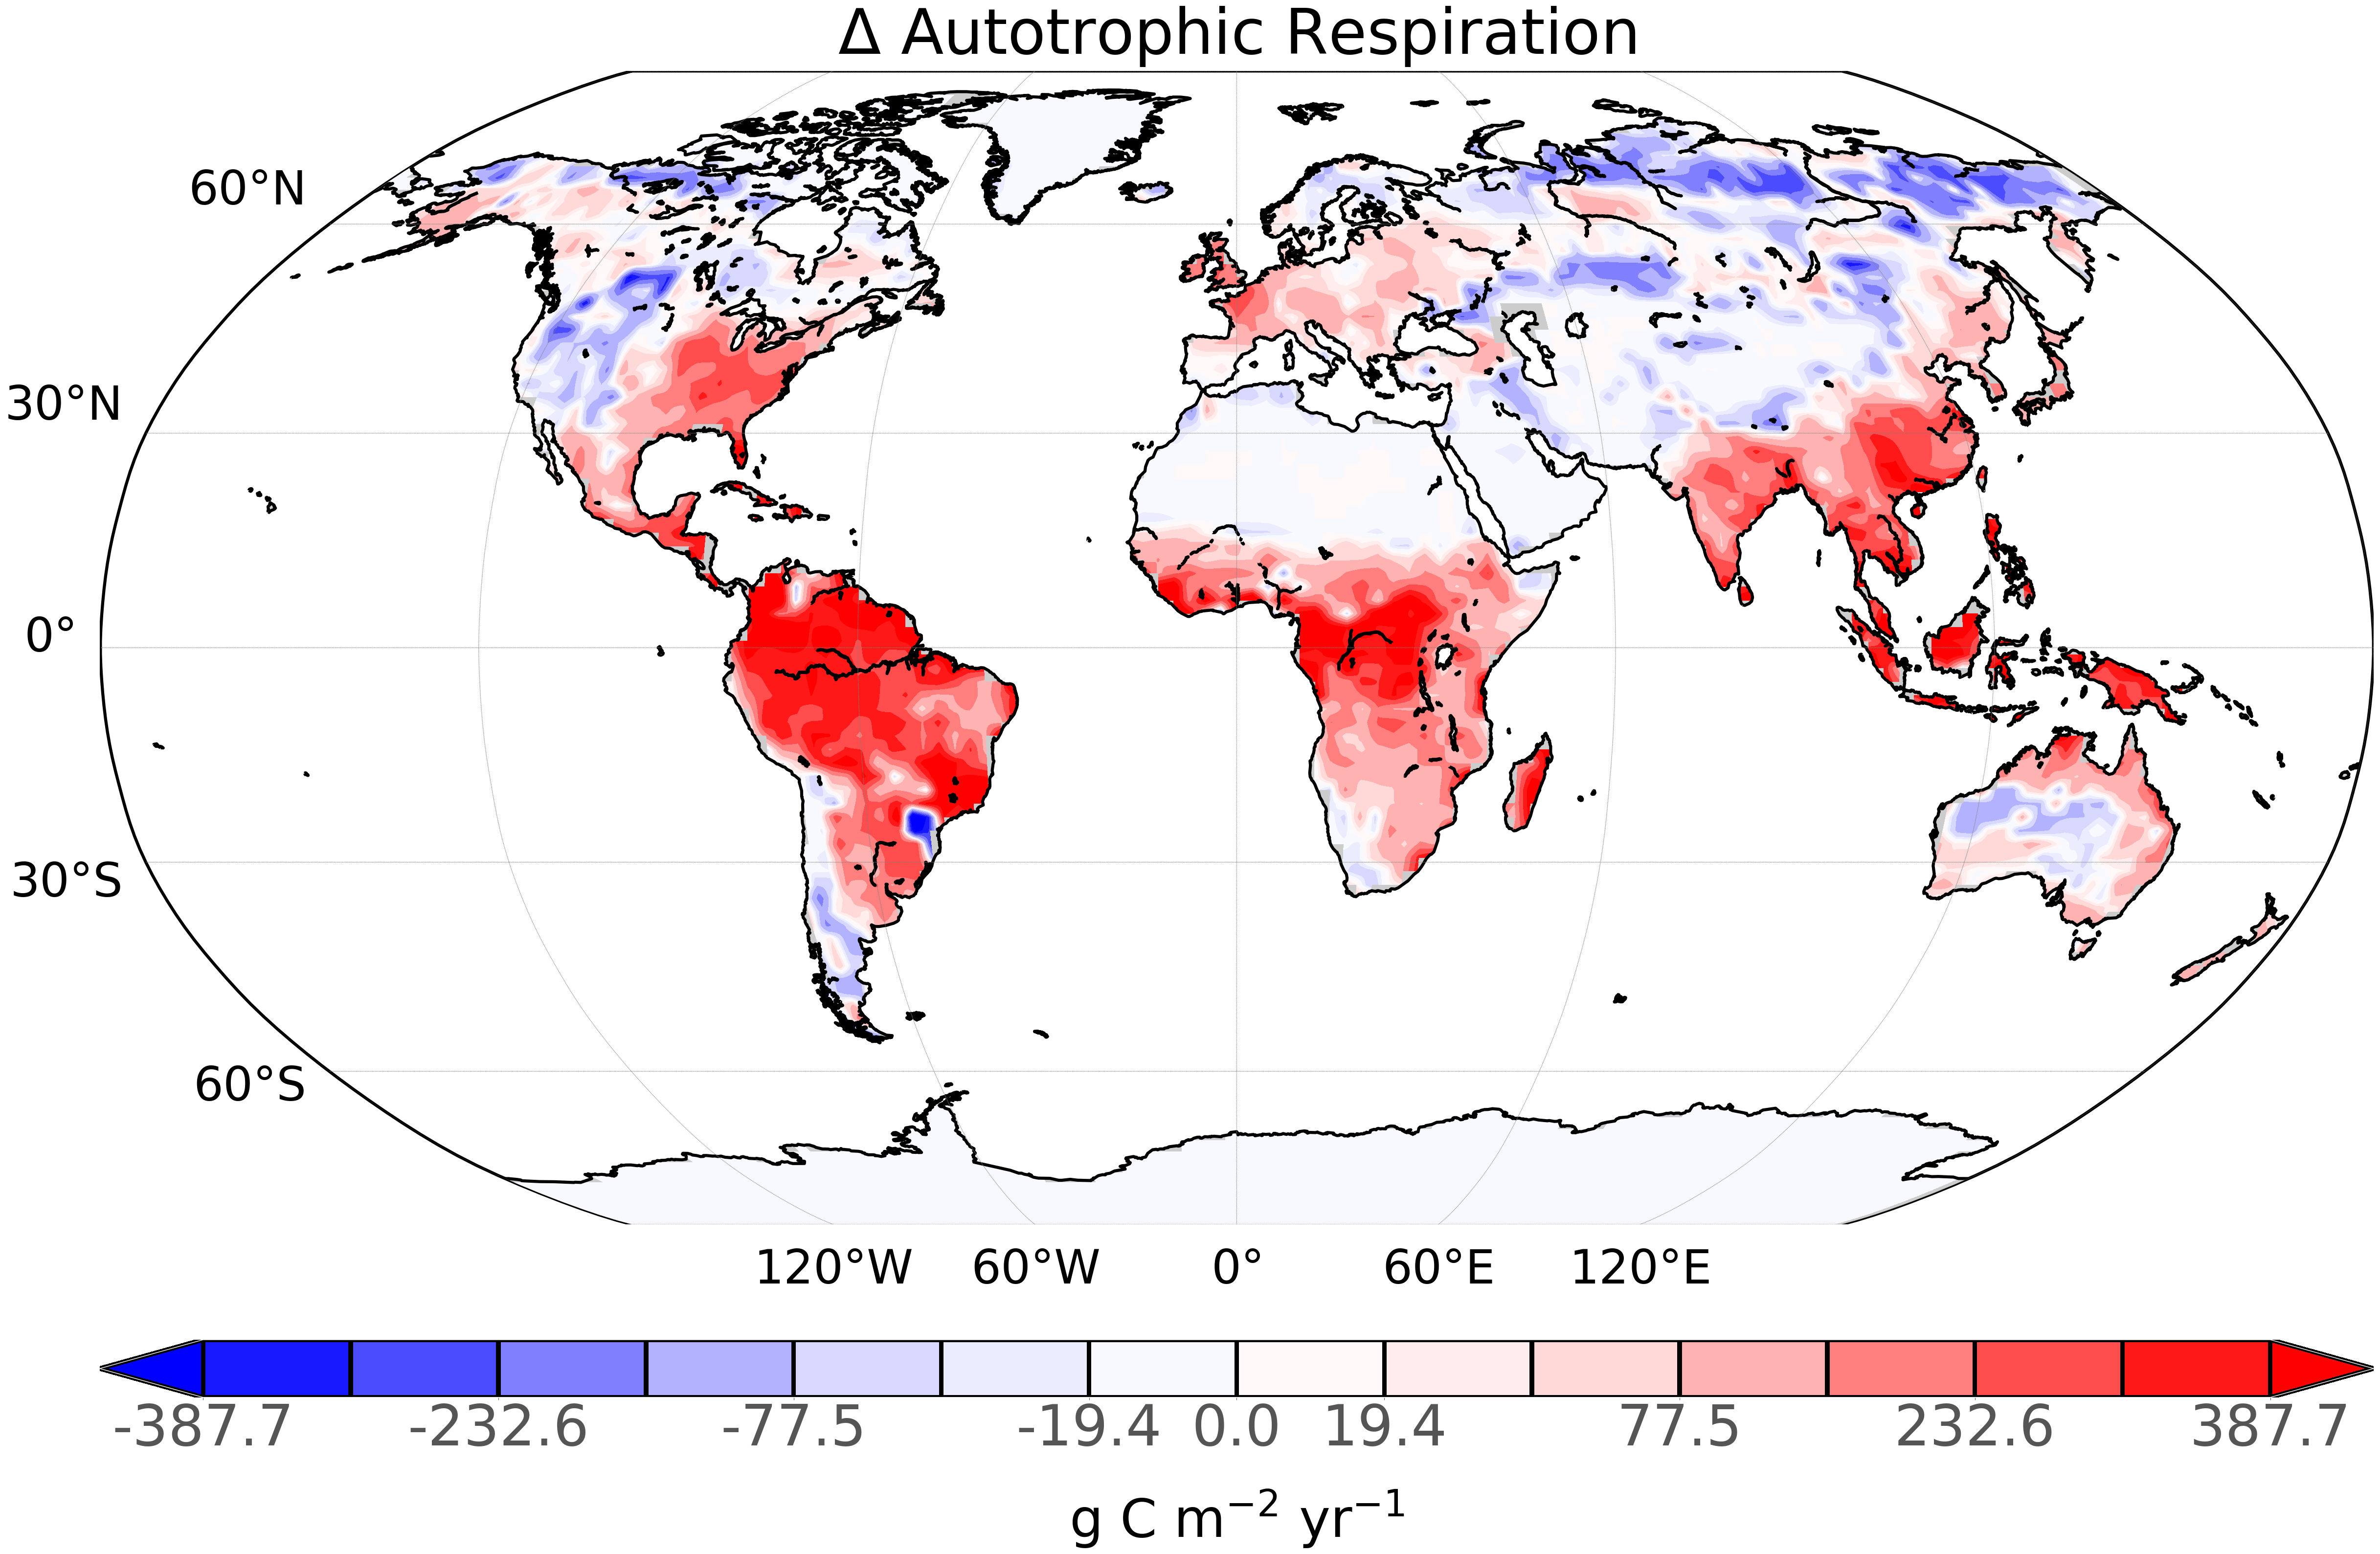 Δ Autotrophic Respiration
60°N
30°N
0°
30°S
60°S
120°W 60°W 0° 60°E 120°E
-387.7 -232.6 -77.5 -19.4 0.0 19.4 77.5 232.6 387.7
g C m⁻² yr⁻¹